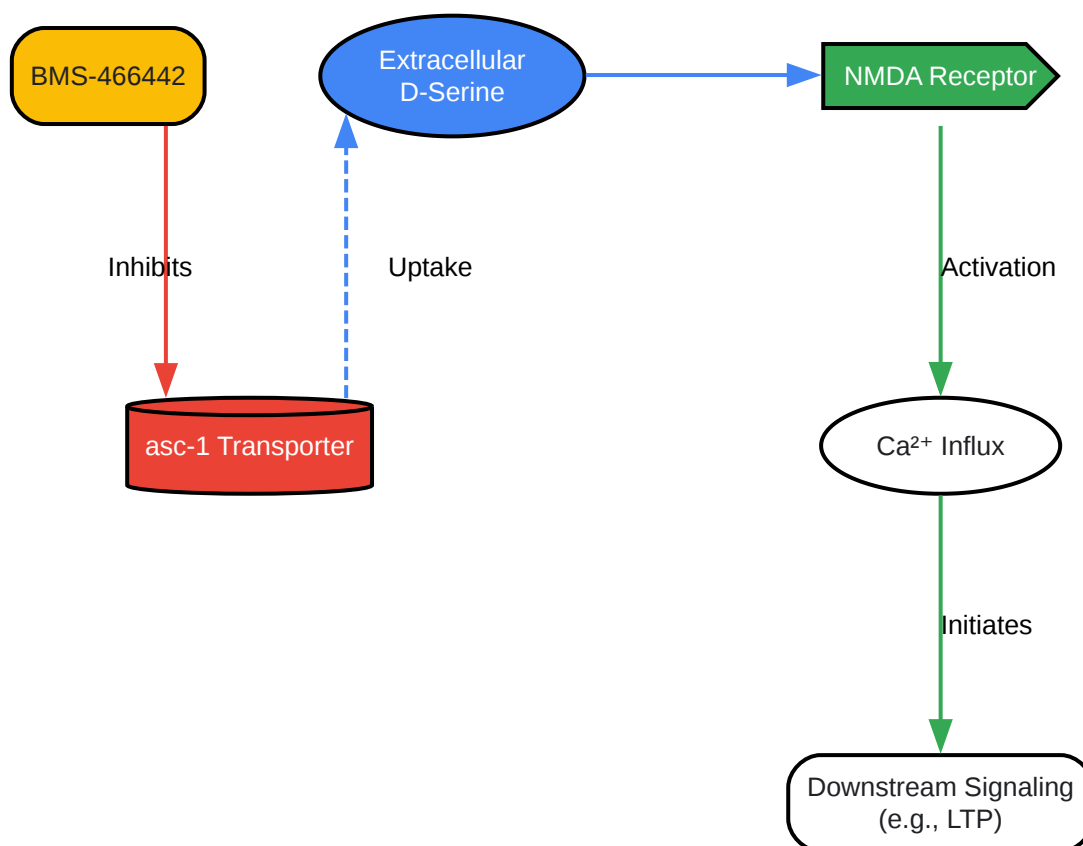 BMS-466442
Extracellular
D-Serine
NMDA Receptor
Inhibits
Uptake
Activation
asc-1 Transporter
Ca²⁺ Influx
Initiates
Downstream Signaling
(e.g., LTP)